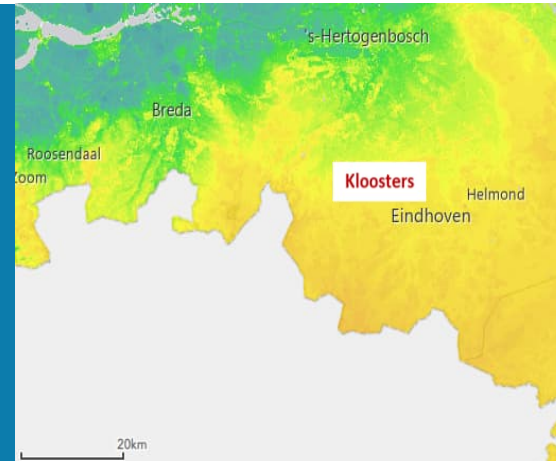 's-Hertogenbosch
Breda
Roosendaal
Zoom
Kloosters
Helmond
Eindhoven
20km